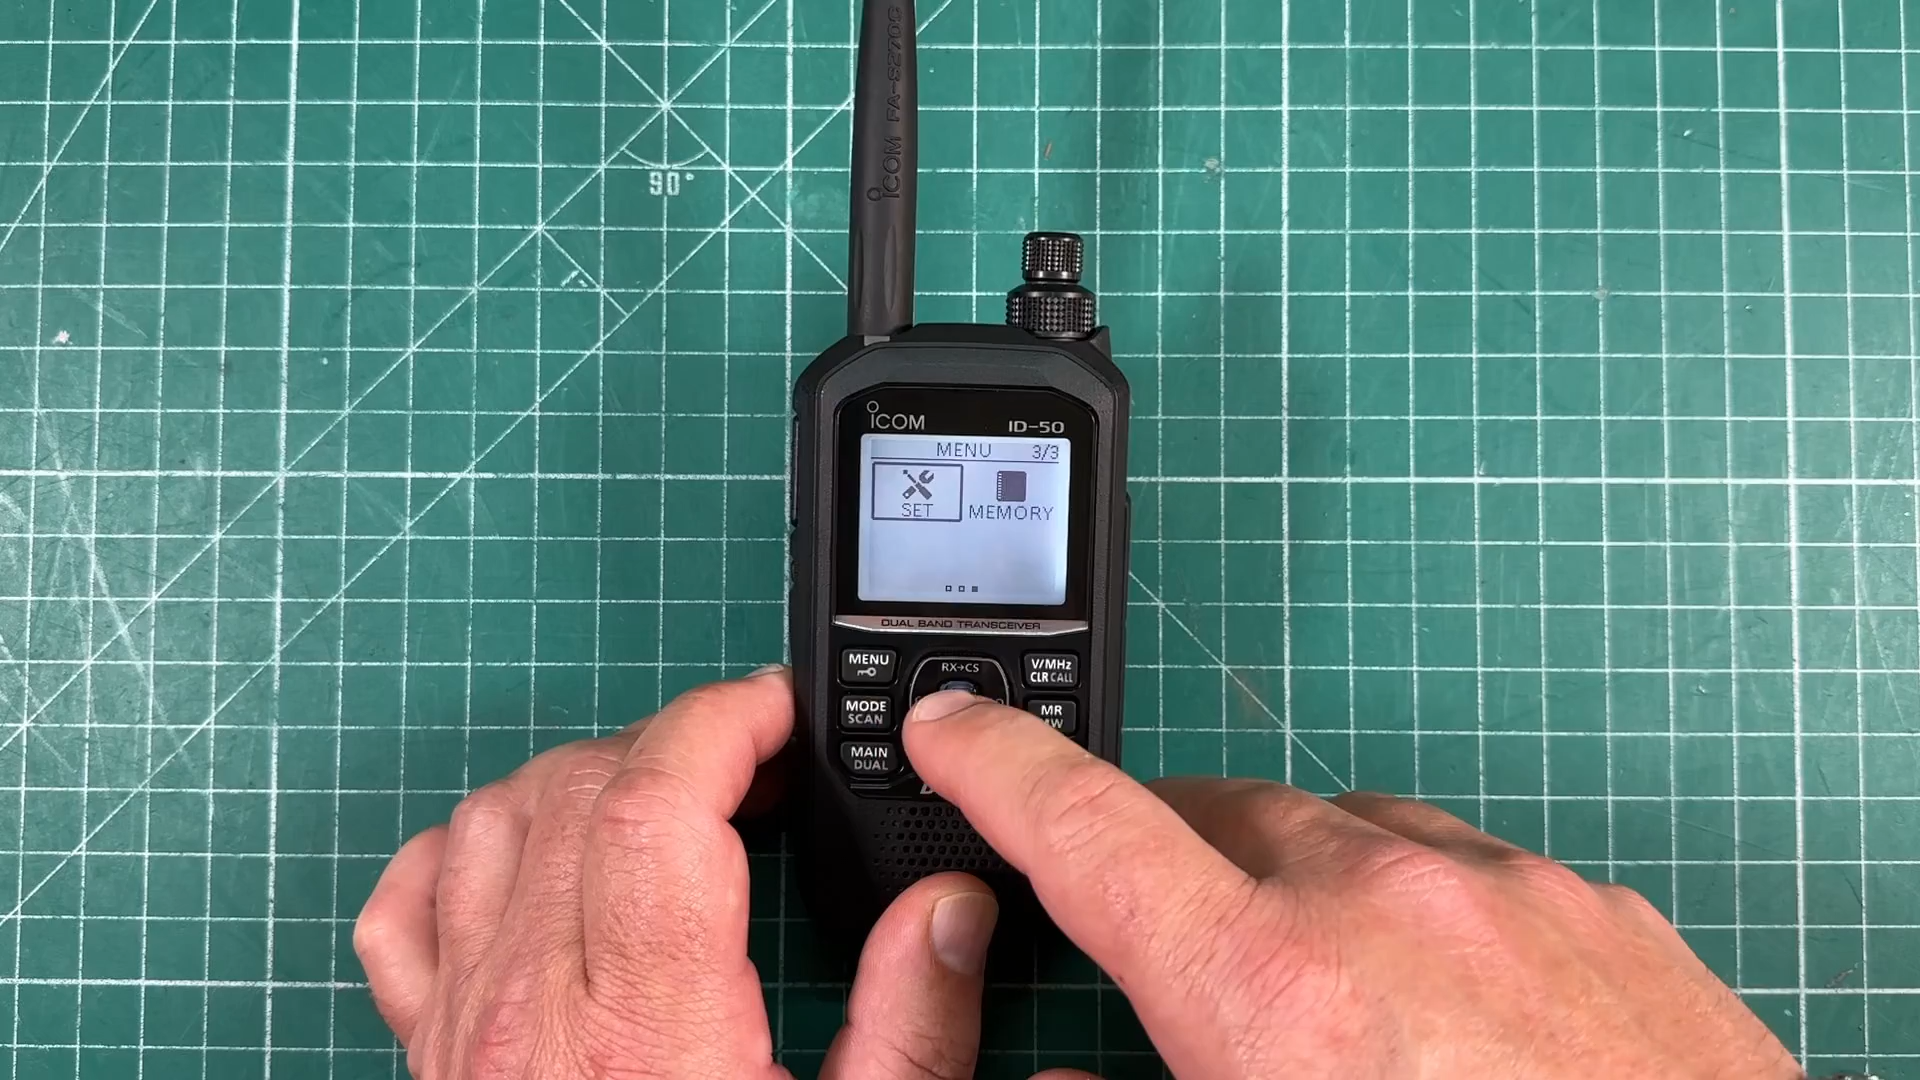 ICOM FA-S270C
90°
ICOM
ID-50
MENU 3/3
SET
MEMORY
DUAL BAND TRANSCEIVER
MENU
RX→CS
V/MHz
CLR CALL
MODE
SCAN
MR
MAIN
DUAL